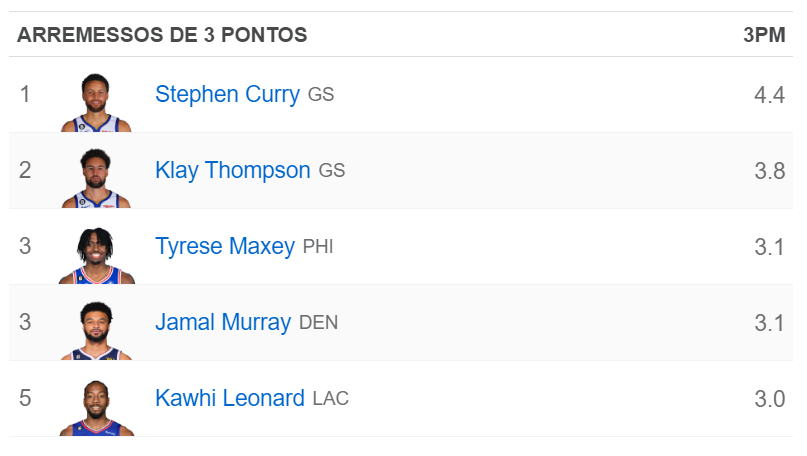 ARREMESSOS DE 3 PONTOS 3PM
1 Stephen Curry GS 4.4
2 Klay Thompson GS 3.8
3 Tyrese Maxey PHI 3.1
3 Jamal Murray DEN 3.1
5 Kawhi Leonard LAC 3.0